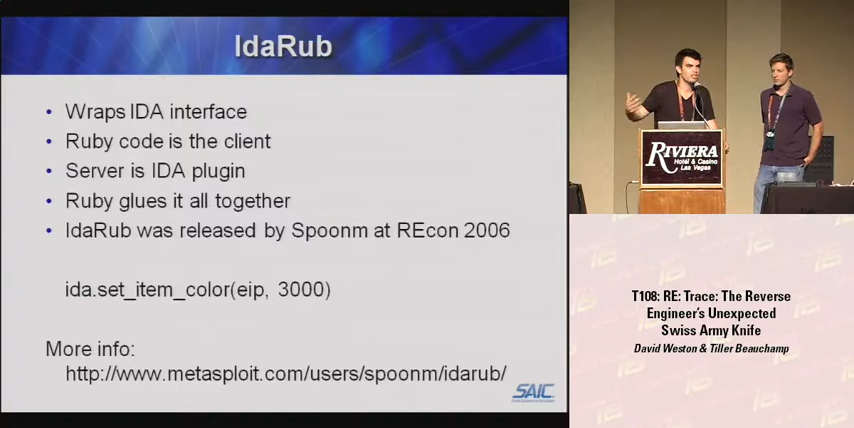 IdaRub
• Wraps IDA interface
• Ruby code is the client
• Server is IDA plugin
• Ruby glues it all together
• IdaRub was released by Spoonm at REcon 2006
ida.set_item_color(eip, 3000)
More info:
http://www.metasploit.com/users/spoonm/idarub/
SAIC
RIVIERA
Hotel & Casino
Las Vegas
T108: RE: Trace: The Reverse
Engineer's Unexpected
Swiss Army Knife
David Weston & Tiller Beauchamp